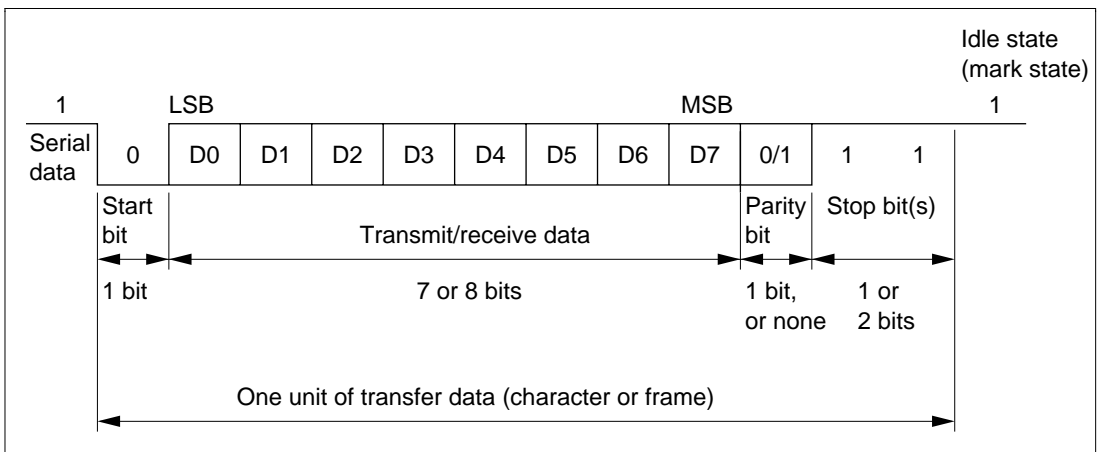 Idle state
(mark state)
1 LSB MSB 1
Serial
data
0 D0 D1 D2 D3 D4 D5 D6 D7 0/1 1 1
Start
bit
Transmit/receive data
Parity
bit
Stop bit(s)
1 bit
7 or 8 bits
1 bit,
or none
1 or
2 bits
One unit of transfer data (character or frame)